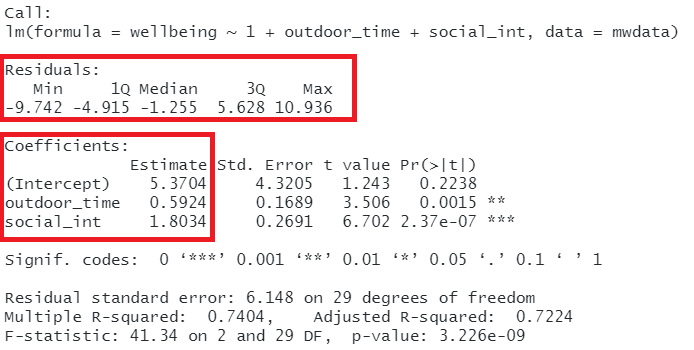 Call:
lm(formula = wellbeing ~ 1 + outdoor_time + social_int, data = mwdata)
Residuals:
Min 1Q Median 3Q Max
-9.742 -4.915 -1.255 5.628 10.936
Coefficients:
Estimate Std. Error t value Pr(>|t|)
(Intercept) 5.3704 4.3205 1.243 0.2238
outdoor_time 0.5924 0.1689 3.506 0.0015 **
social_int 1.8034 0.2691 6.702 2.37e-07 ***
Signif. codes: 0 ‘***’ 0.001 ‘**’ 0.01 ‘*’ 0.05 ‘.’ 0.1 ‘ ’ 1
Residual standard error: 6.148 on 29 degrees of freedom
Multiple R-squared: 0.7404, Adjusted R-squared: 0.7224
F-statistic: 41.34 on 2 and 29 DF, p-value: 3.226e-09